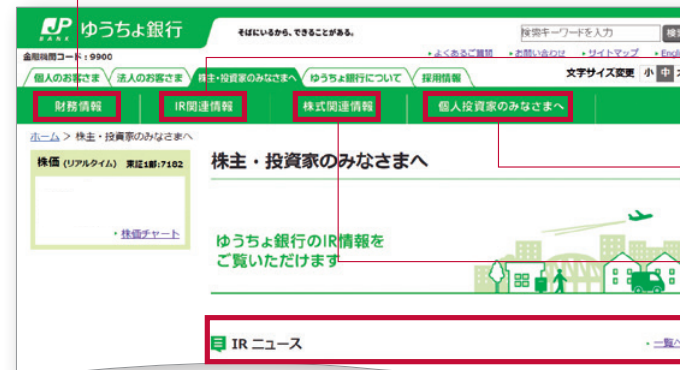 ゆうちょ銀行
BANK
そばにいるから、できることがある。
検索キーワードを入力
金融機関コード：9900
・よくあるご質問 ・お問い合わせ ・サイトマップ
個人のお客さま 法人のお客さま 株主・投資家のみなさまへ ゆうちょ銀行について 採用情報
文字サイズ変更 小 中
財務情報 IR関連情報 株式関連情報 個人投資家のみなさまへ
ホーム > 株主・投資家のみなさまへ
株価 (リアルタイム) 東証1部:7182
株主・投資家のみなさまへ
・株価チャート
ゆうちょ銀行のIR情報を
ご覧いただけます
IR ニュース
・一覧へ